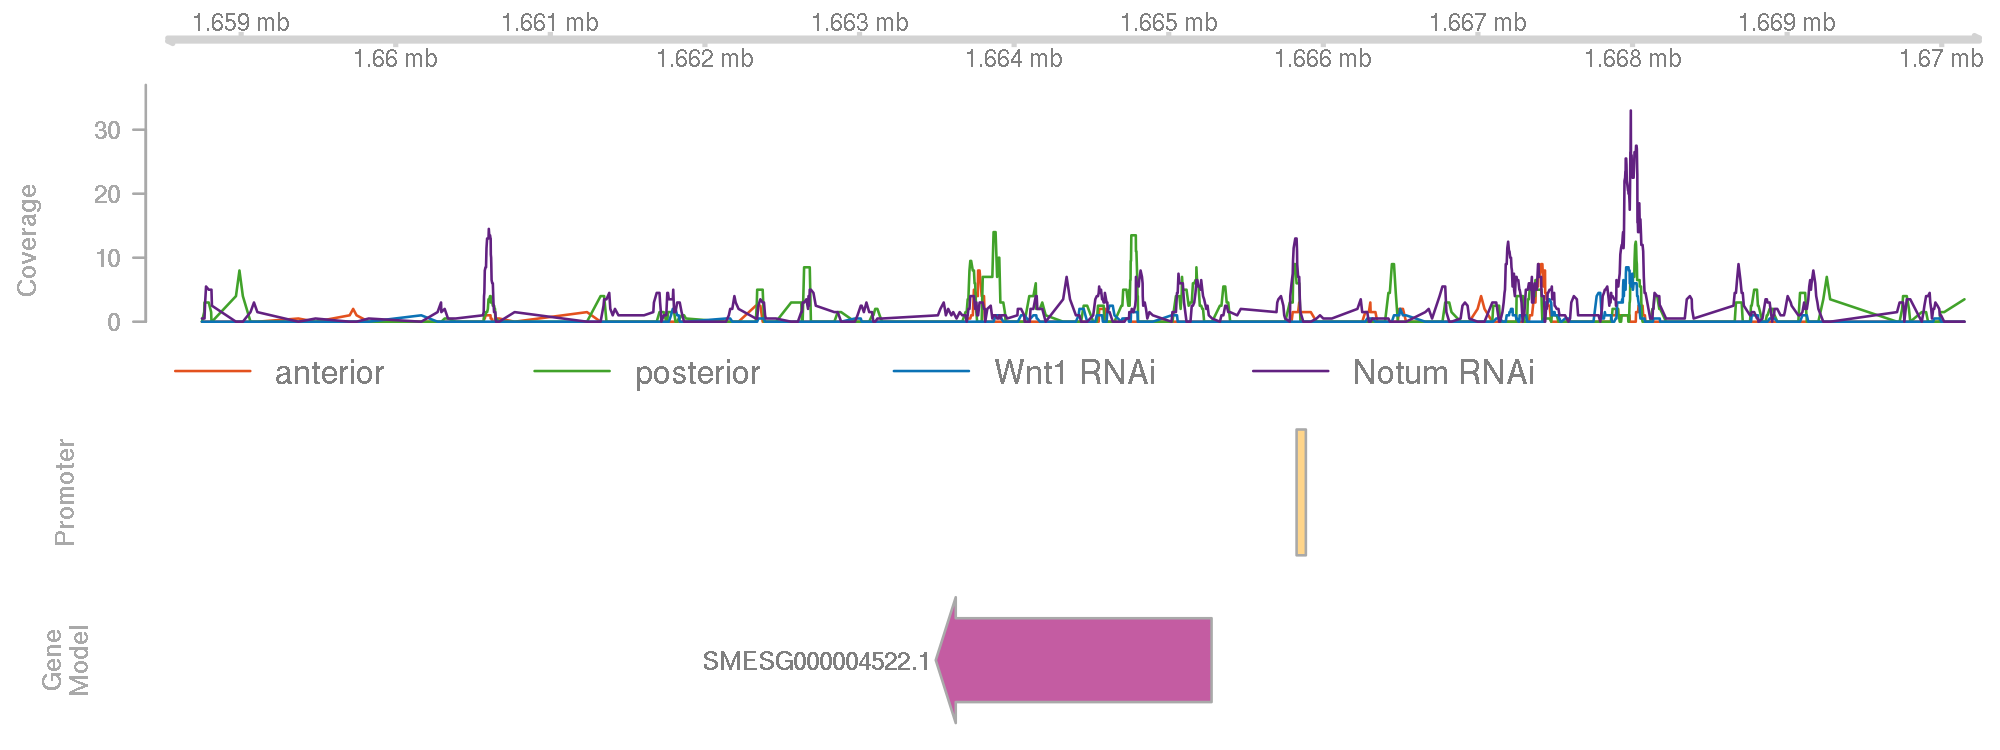 1.659 mb 1.661 mb 1.663 mb 1.665 mb 1.667 mb 1.669 mb
1.66 mb 1.662 mb 1.664 mb 1.666 mb 1.668 mb 1.67 mb
Coverage
30
20
10
0
anterior posterior Wnt1 RNAi Notum RNAi
Promoter
0
Gene
Model
SMESG000004522.1